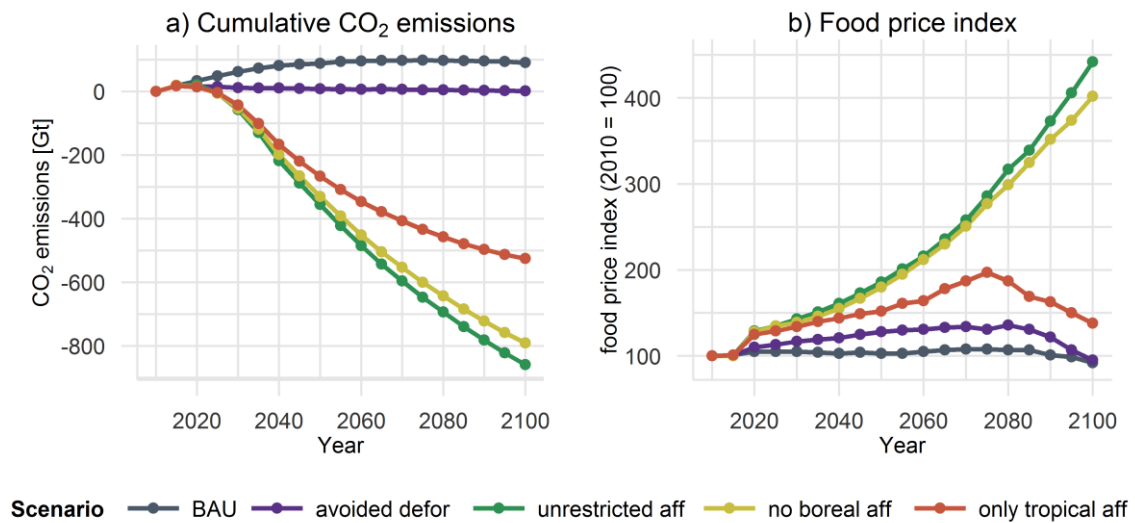 a) Cumulative CO₂ emissions
CO₂ emissions [Gt]
0
-200
-400
-600
-800
2020 2040 2060 2080 2100
Year
b) Food price index
food price index (2010 = 100)
400
300
200
100
2020 2040 2060 2080 2100
Year
Scenario BAU avoided defor unrestricted aff no boreal aff only tropical aff